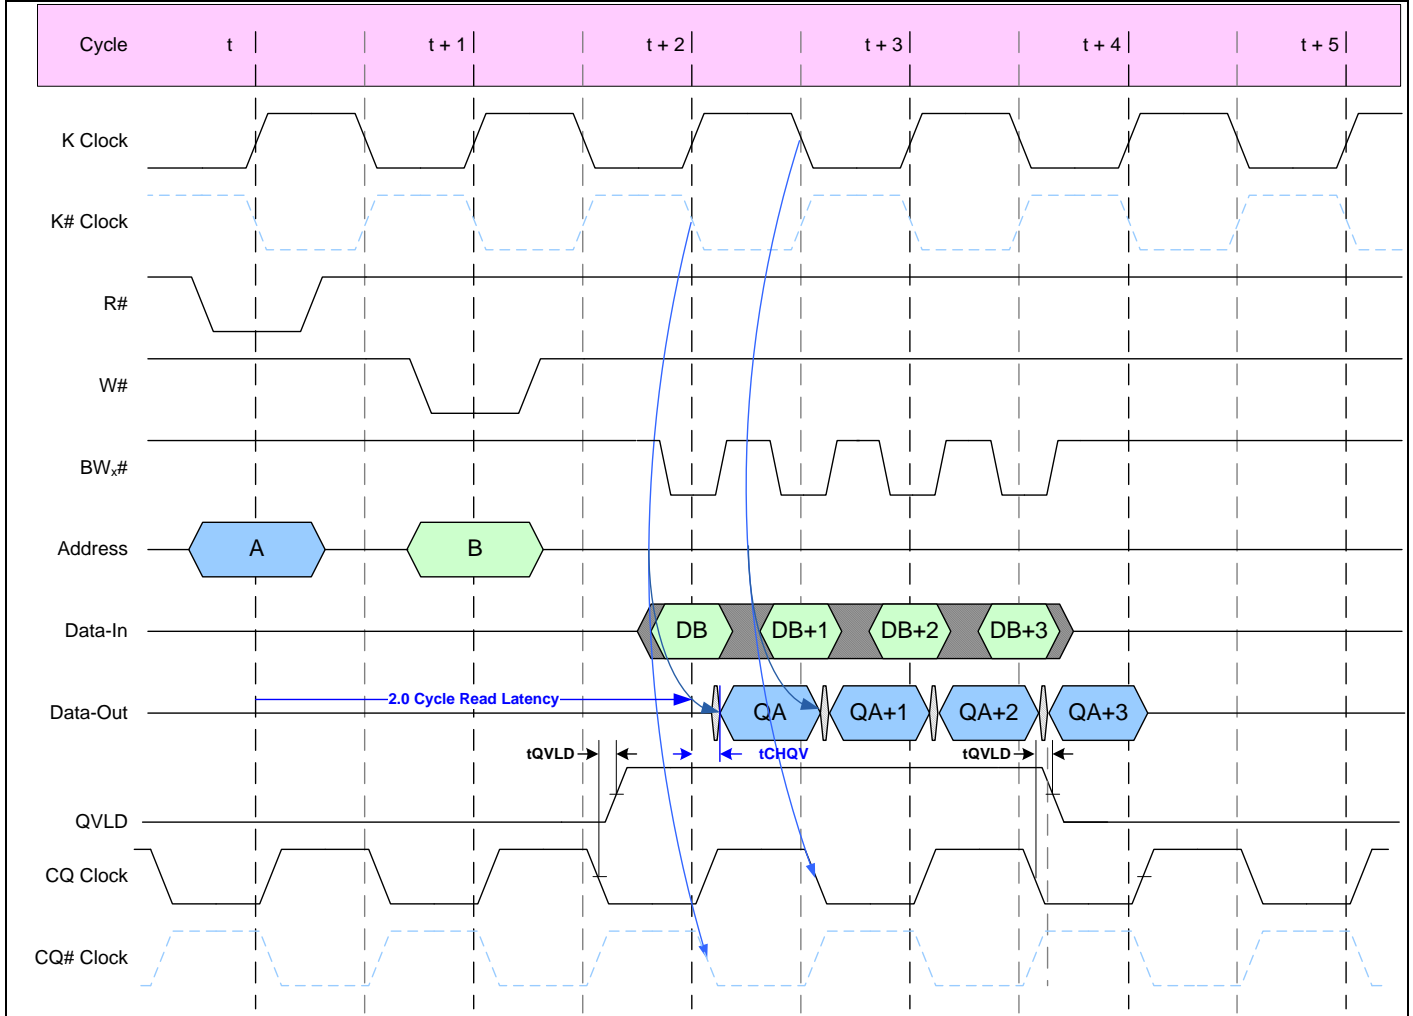 Cycle t t + 1 t + 2 t + 3 t + 4 t + 5
K Clock
K# Clock
R#
W#
BWx#
Address A B
Data-In DB DB+1 DB+2 DB+3
Data-Out 2.0 Cycle Read Latency QA QA+1 QA+2 QA+3
tQVLD tCHQV tQVLD
QVLD
CQ Clock
CQ# Clock